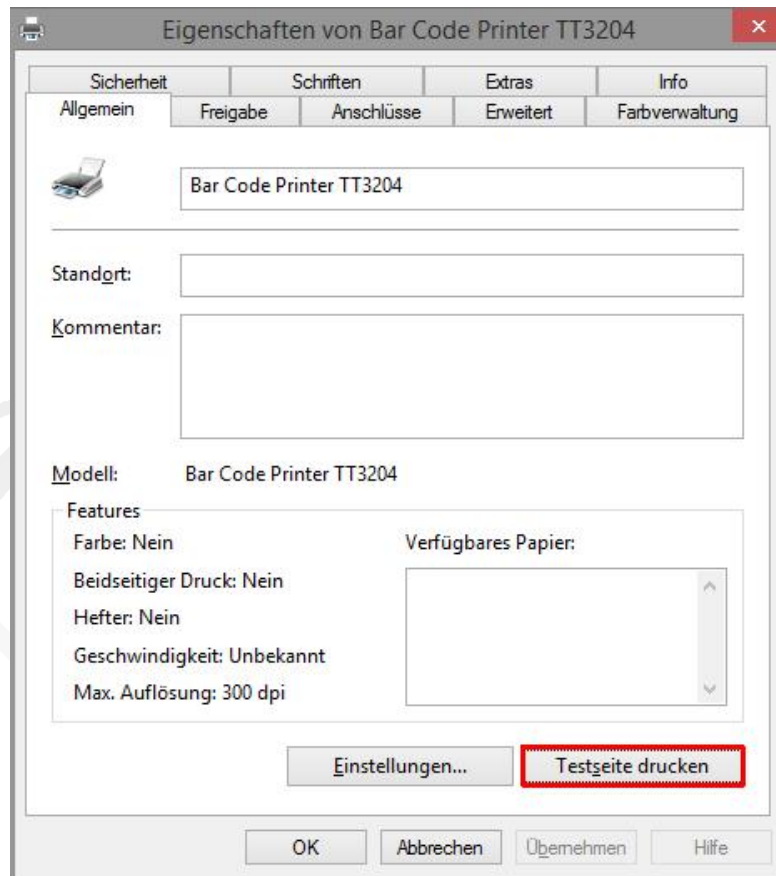 Eigenschaften von Bar Code Printer TT3204
Sicherheit Schriften Extras Info
Allgemein Freigabe Anschlüsse Erweitert Farbverwaltung
Bar Code Printer TT3204
Standort:
Kommentar:
Modell: Bar Code Printer TT3204
Features
Farbe: Nein Verfügbares Papier:
Beidseitiger Druck: Nein
Hefter: Nein
Geschwindigkeit: Unbekannt
Max. Auflösung: 300 dpi
Einstellungen... Testseite drucken
OK Abbrechen Übernehmen Hilfe